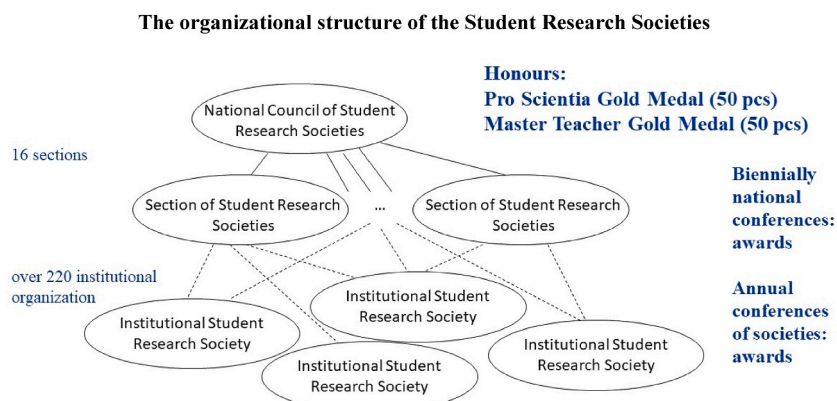 The organizational structure of the Student Research Societies
Honours:
Pro Scientia Gold Medal (50 pcs)
Master Teacher Gold Medal (50 pcs)
National Council of Student
Research Societies
16 sections
Section of Student Research
Societies
...
Section of Student Research
Societies
Biennially
national
conferences:
awards
over 220 institutional
organization
Institutional Student
Research Society
Institutional Student
Research Society
Institutional Student
Research Society
Institutional Student
Research Society
Annual
conferences
of societies:
awards